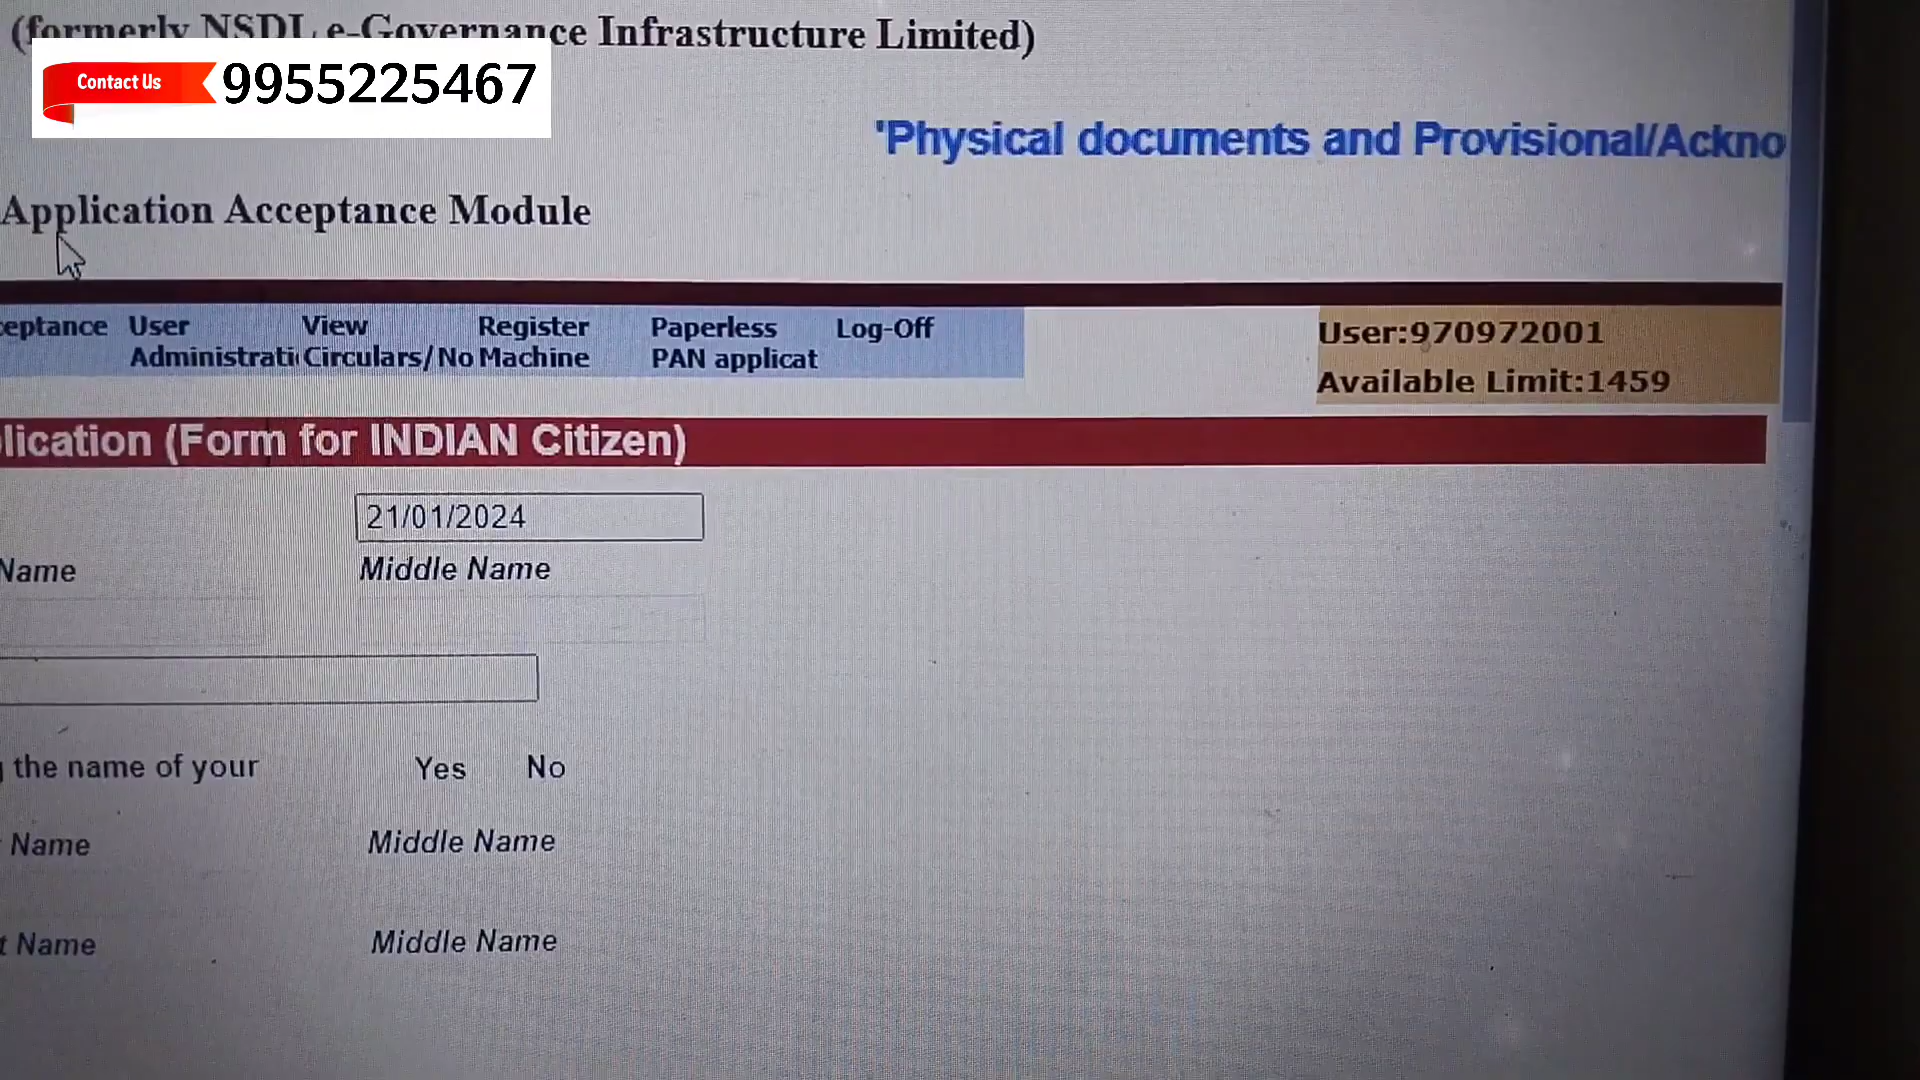 (formerly NSDL e-Governance Infrastructure Limited)
Contact Us
9955225467
'Physical documents and Provisional/Ackno
Application Acceptance Module
ceptance User Administrati View Circulars/No Register Machine Paperless PAN applicat Log-Off
User:970972001
Available Limit:1459
lication (Form for INDIAN Citizen)
21/01/2024
Name Middle Name
the name of your Yes No
Name Middle Name
t Name Middle Name